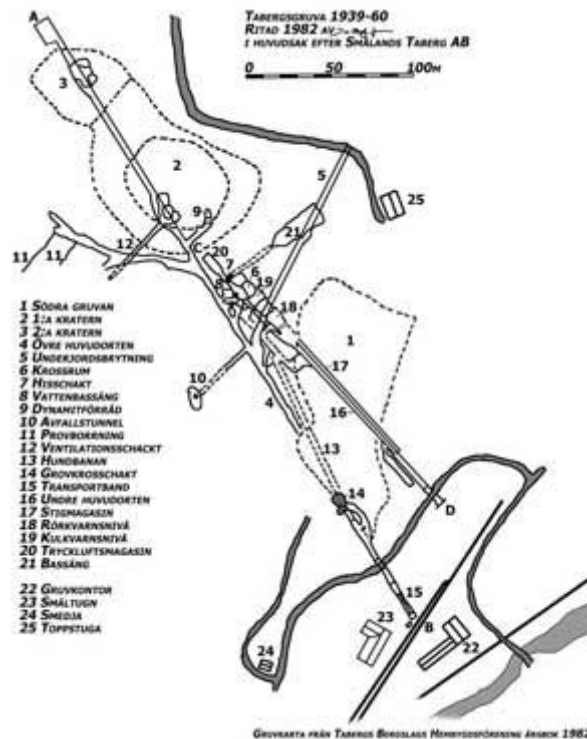 A
TABERGSGRUVA 1939-60
RITAD 1982 AV
I HUVUDSAK EFTER SMÅLANDS TABERG AB
0 50 100M
3
2
5
25
9
21
12
C
20
7
6
11
11
8
19
18
1
10
17
4
16
13
14
D
15
B
23
22
24
1 SÖDRA GRUVAN
2 1:A KRATERN
3 2:A KRATERN
4 ÖVRE HUVUDORTEN
5 UNDERJORDSBRYTNING
6 KROSSRUM
7 HISSCHAKT
8 VATTENBASSÄNG
9 DYNAMITFÖRRÅD
10 AVFALLSTUNNEL
11 PROVBORRNING
12 VENTILATIONSSCHACKT
13 HUNDBANAN
14 GROVKROSSCHAKT
15 TRANSPORTBAND
16 UNDRE HUVUDORTEN
17 STIGMAGASIN
18 RÖRKVARNSNIVÅ
19 KULKVARNSNIVÅ
20 TRYCKLUFTSMAGASIN
21 BASSÄNG
22 GRUVKONTOR
23 SMÄLTUGN
24 SMEDJA
25 TOPPSTUGA
GRUVKARTA FRÅN TABERGS BERGSLAGS HEMBYGDSFÖRENING ÅRSBOK 1982